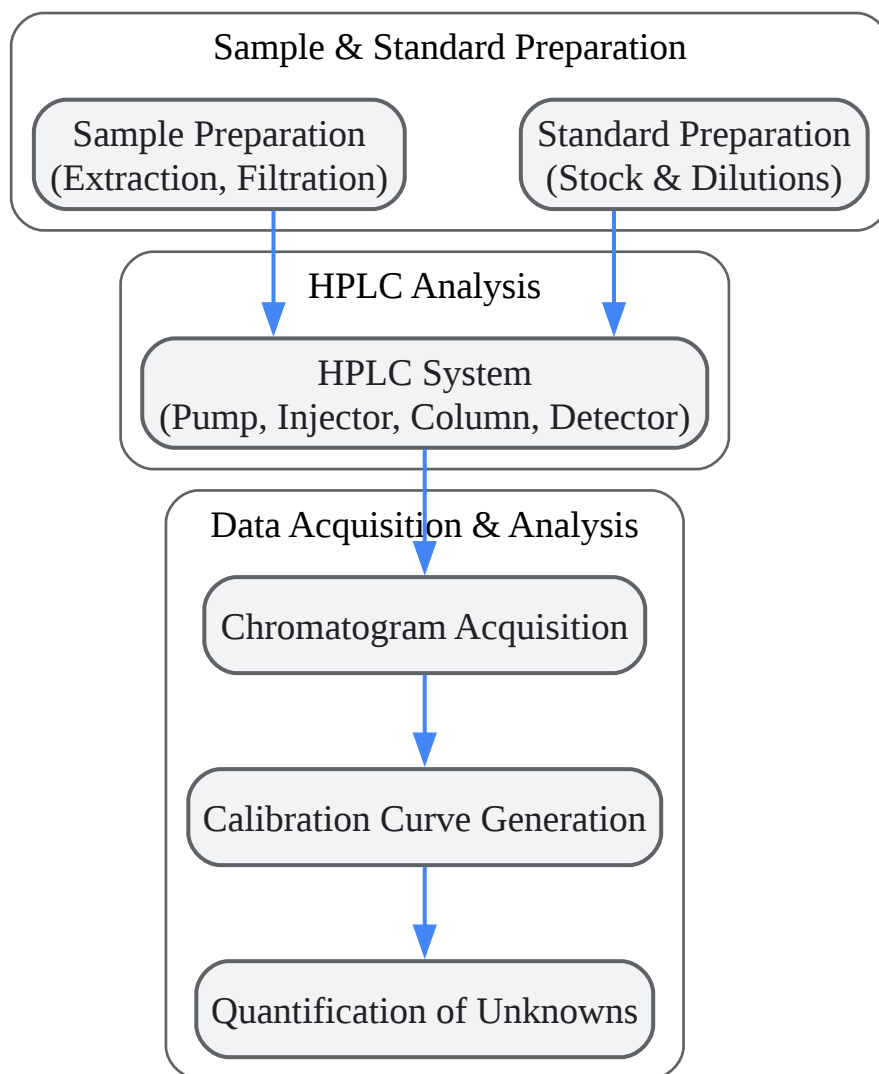 Sample & Standard Preparation
Sample Preparation
(Extraction, Filtration)
Standard Preparation
(Stock & Dilutions)
HPLC Analysis
HPLC System
(Pump, Injector, Column, Detector)
Data Acquisition & Analysis
Chromatogram Acquisition
Calibration Curve Generation
Quantification of Unknowns